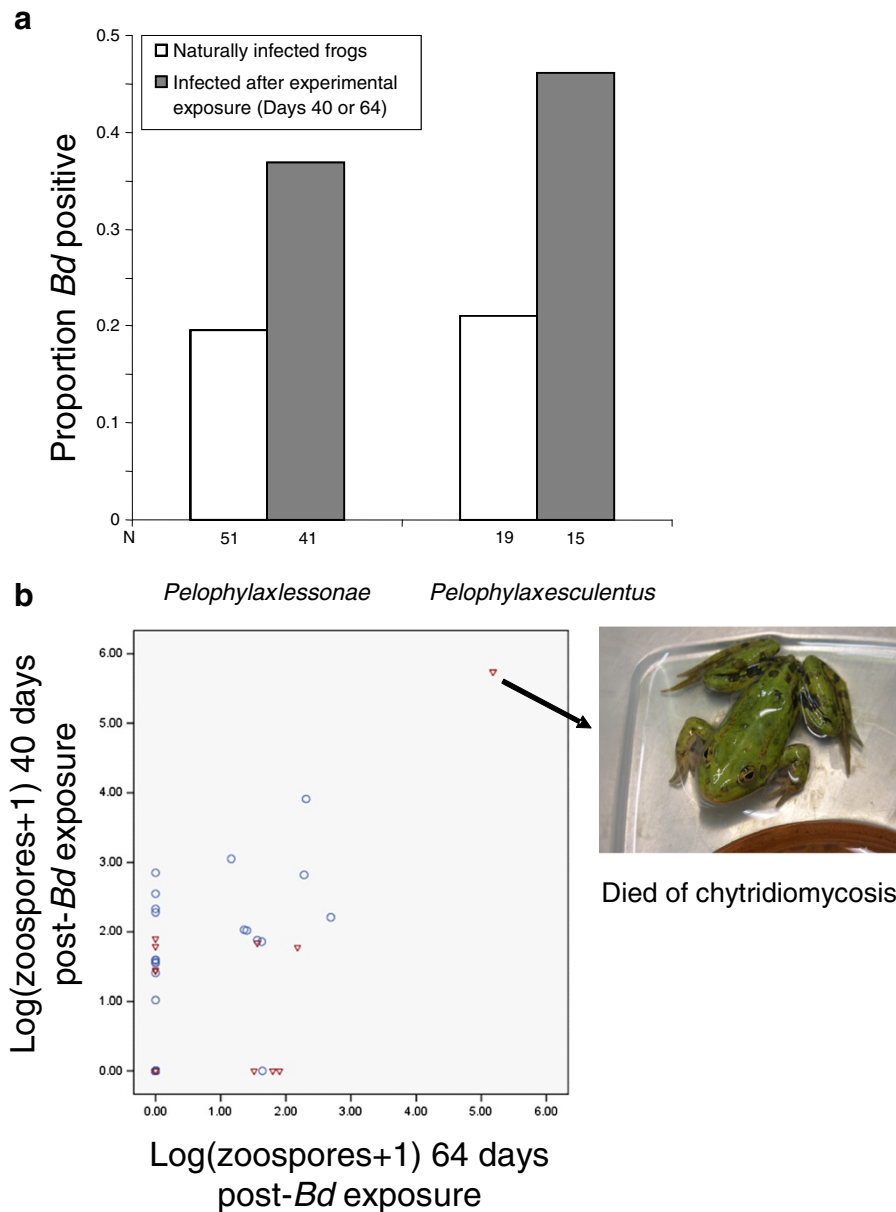 a
0.5
Naturally infected frogs
Infected after experimental
exposure (Days 40 or 64)
0.4
0.3
0.2
0.1
0
Proportion Bd positive
N 51 41 19 15
Pelophylaxlessonae Pelophylaxesculentus
b
6.00
5.00
4.00
3.00
2.00
1.00
0.00
Log(zoospores+1) 40 days
post-Bd exposure
0.00 1.00 2.00 3.00 4.00 5.00 6.00
Log(zoospores+1) 64 days
post-Bd exposure
Died of chytridiomycosis